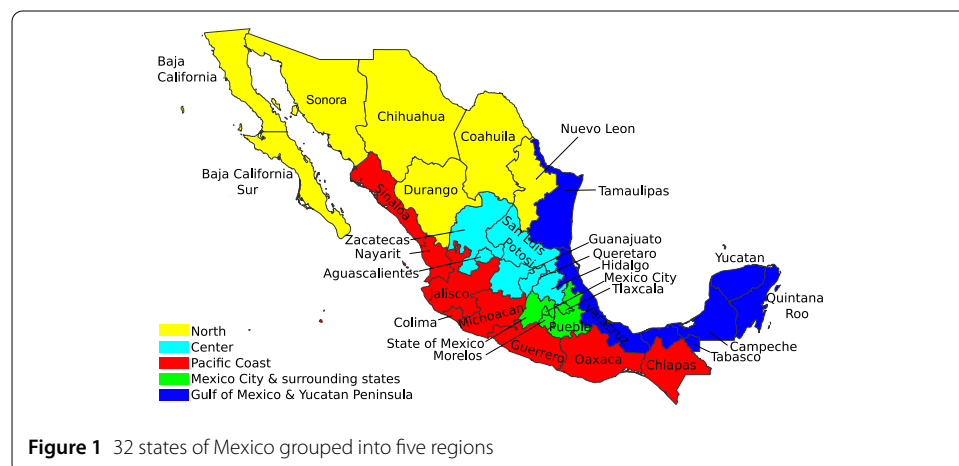 Baja
California
Sonora
Chihuahua
Coahuila
Nuevo Leon
Baja California
Sur
Durango
Tamaulipas
Sinaloa
San Luis
Potosi
Zacatecas
Nayarit
Aguascalientes
Guanajuato
Queretaro
Hidalgo
Mexico City
Tlaxcala
Yucatan
Quintana
Roo
Jalisco
Michoacan
Colima
Veracruz
Puebla
State of Mexico
Morelos
Guerrero
Oaxaca
Chiapas
Campeche
Tabasco
North
Center
Pacific Coast
Mexico City & surrounding states
Gulf of Mexico & Yucatan Peninsula
Figure 1 32 states of Mexico grouped into five regions